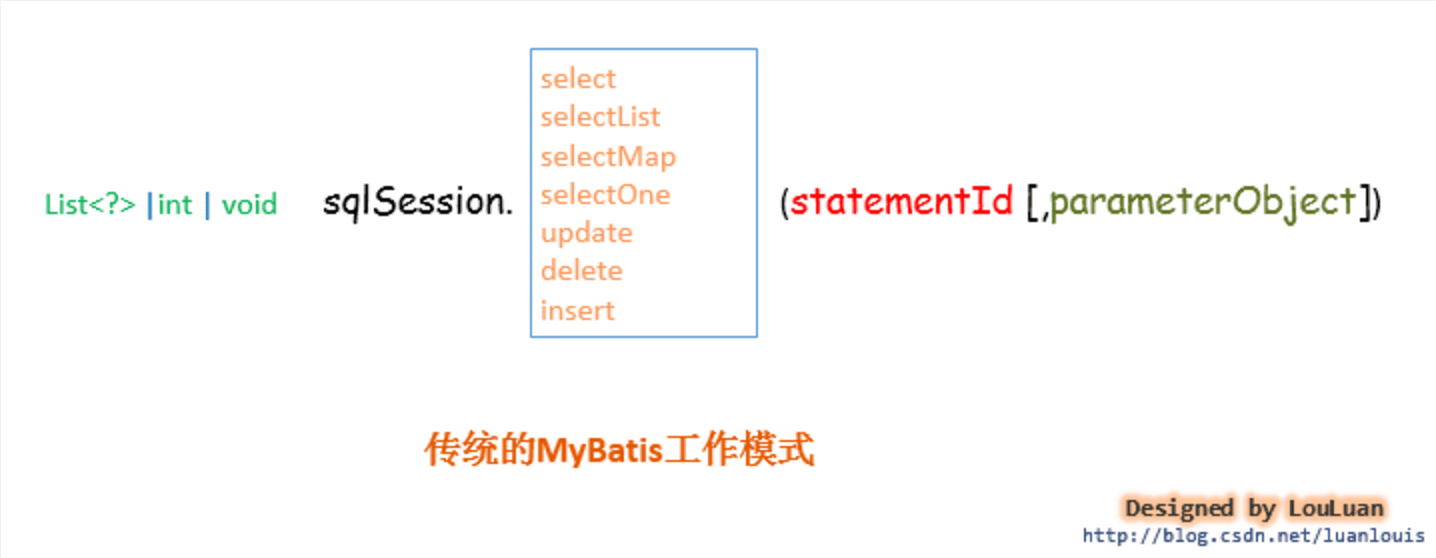 List<?> |int | void sqlSession.
select
selectList
selectMap
selectOne
update
delete
insert
(statementId [,parameterObject])
传统的MyBatis工作模式
Designed by LouLuan
http://blog.csdn.net/luanlouis